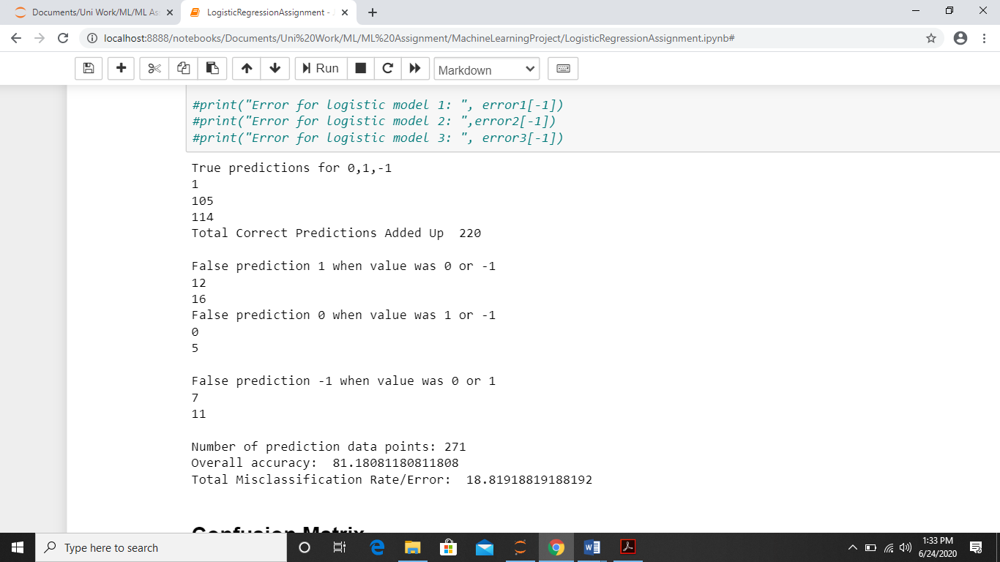 Documents/Uni Work/ML/ML As
LogisticRegressionAssignment - J
localhost:8888/notebooks/Documents/Uni%20Work/ML/ML%20Assignment/MachineLearningProject/LogisticRegressionAssignment.ipynb#
Run
Markdown
#print("Error for logistic model 1: ", error1[-1])
#print("Error for logistic model 2: ",error2[-1])
#print("Error for logistic model 3: ", error3[-1])
True predictions for 0,1,-1
1
105
114
Total Correct Predictions Added Up  220
False prediction 1 when value was 0 or -1
12
16
False prediction 0 when value was 1 or -1
0
5
False prediction -1 when value was 0 or 1
7
11
Number of prediction data points: 271
Overall accuracy:  81.18081180811808
Total Misclassification Rate/Error:  18.81918819188192
Confusion Matrix
Type here to search
1:33 PM
6/24/2020